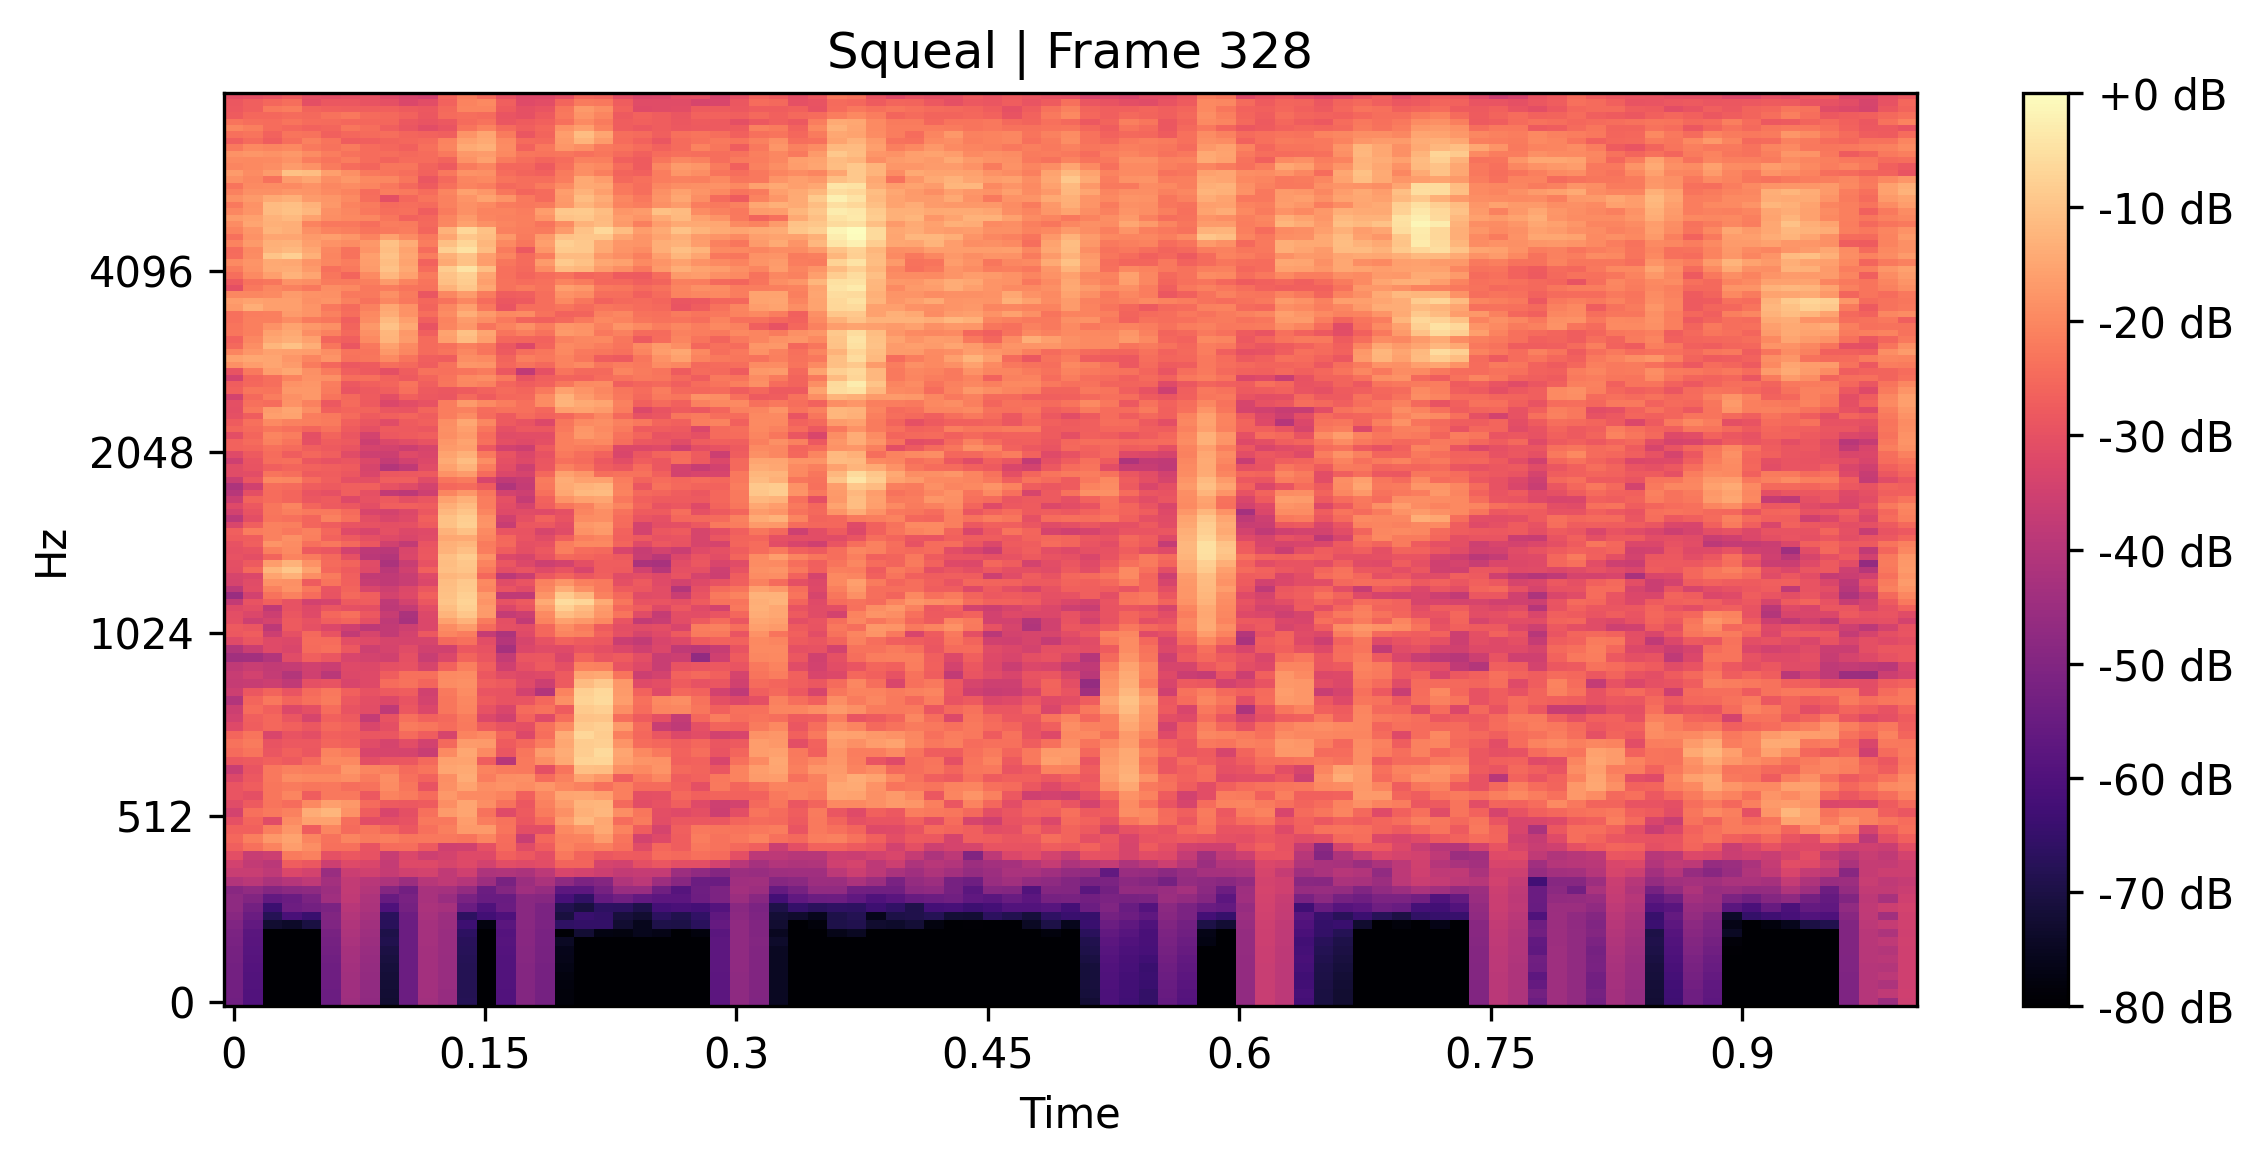 Squeal | Frame 328
+0 dB
-10 dB
-20 dB
-30 dB
-40 dB
-50 dB
-60 dB
-70 dB
-80 dB
Hz
4096
2048
1024
512
0
0 0.15 0.3 0.45 0.6 0.75 0.9
Time